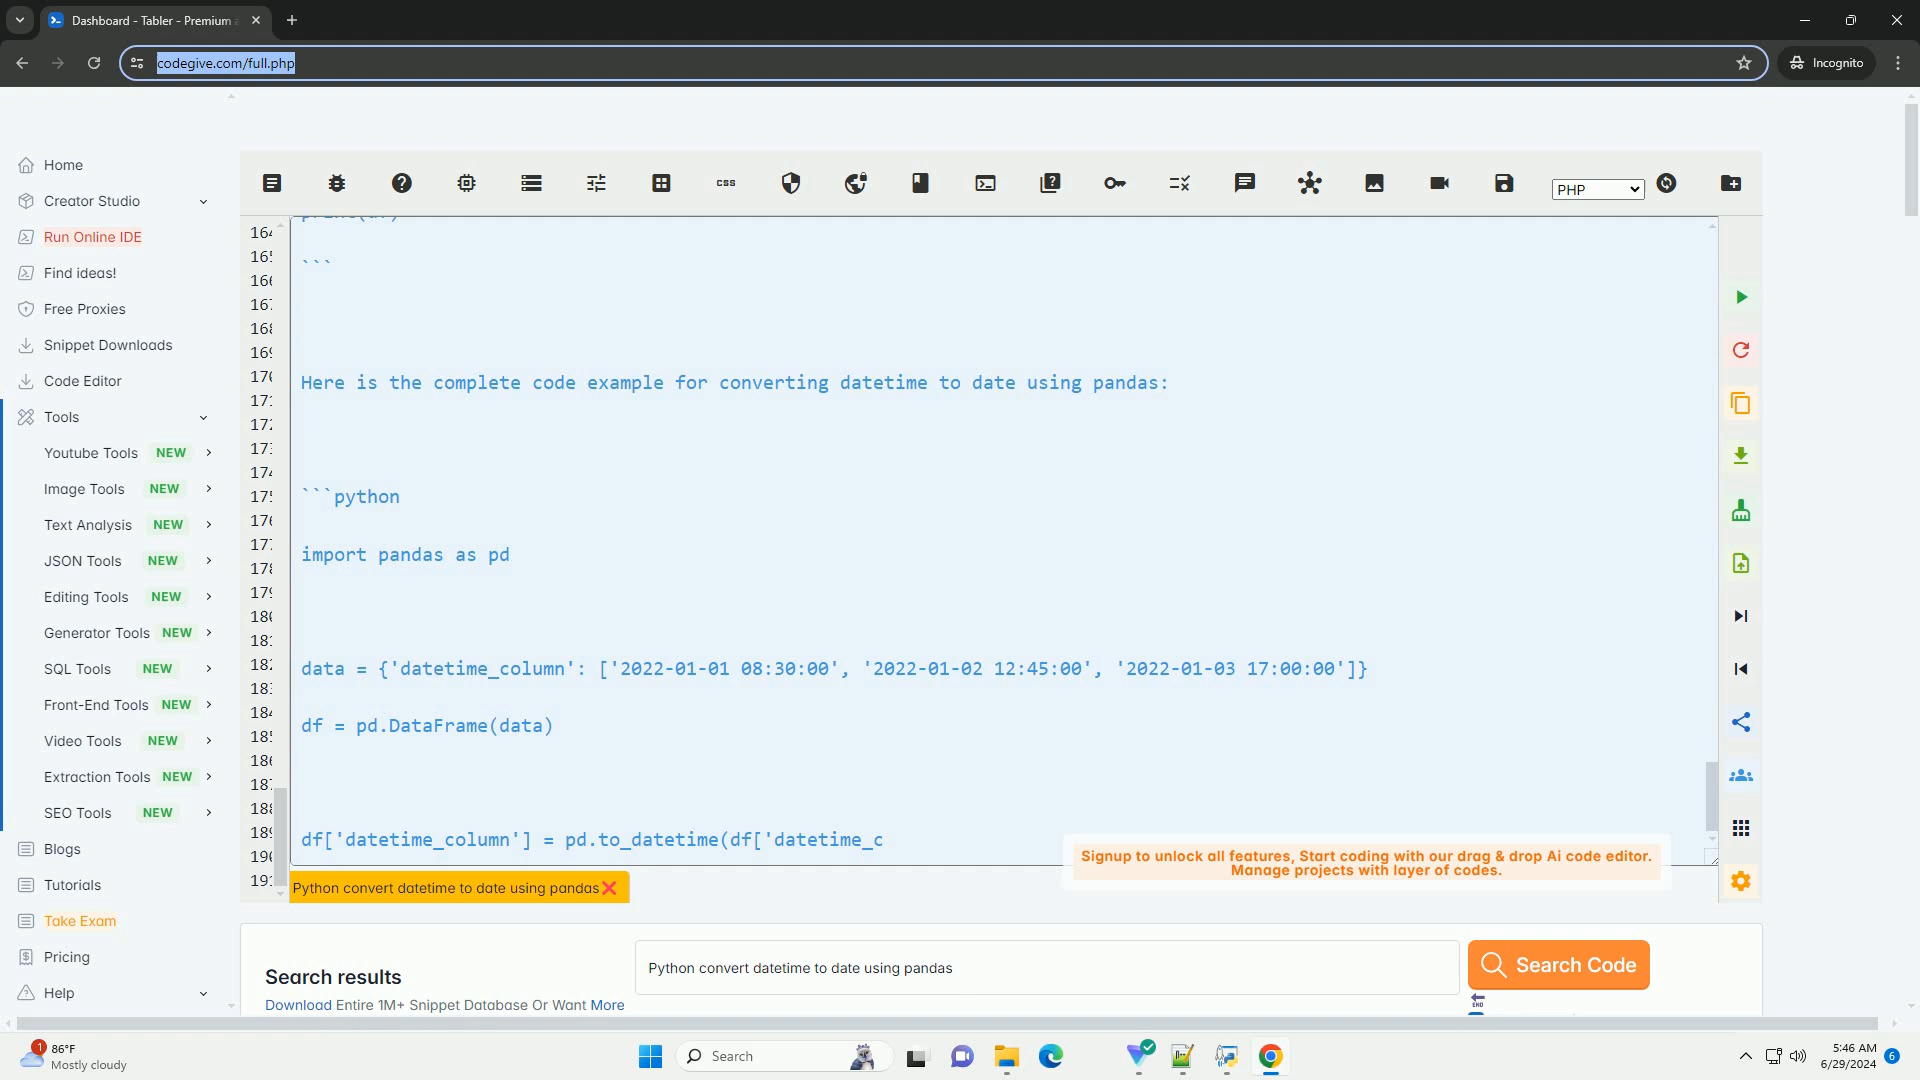 Dashboard - Tabler - Premium
codegive.com/full.php
Incognito
Home
Creator Studio
Run Online IDE
Find ideas!
Free Proxies
Snippet Downloads
Code Editor
Tools
Youtube Tools NEW
Image Tools NEW
Text Analysis NEW
JSON Tools NEW
Editing Tools NEW
Generator Tools NEW
SQL Tools NEW
Front-End Tools NEW
Video Tools NEW
Extraction Tools NEW
SEO Tools NEW
Blogs
Tutorials
Take Exam
Pricing
Help
css
PHP
print(df)
```
Here is the complete code example for converting datetime to date using pandas:
```python
import pandas as pd
data = {'datetime_column': ['2022-01-01 08:30:00', '2022-01-02 12:45:00', '2022-01-03 17:00:00']}
df = pd.DataFrame(data)
df['datetime_column'] = pd.to_datetime(df['datetime_c
Signup to unlock all features, Start coding with our drag & drop Ai code editor.
Manage projects with layer of codes.
Python convert datetime to date using pandas
Search results
Python convert datetime to date using pandas
Search Code
Download Entire 1M+ Snippet Database Or Want More
END
1
86°F
Mostly cloudy
Search
5:46 AM
6/29/2024
6